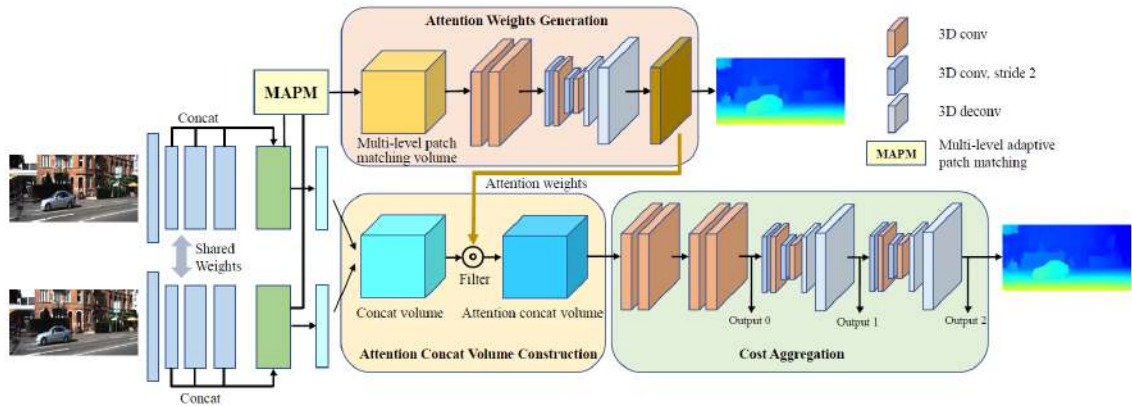 Attention Weights Generation
3D conv
3D conv, stride 2
3D deconv
MAPM
Multi-level adaptive
patch matching
MAPM
Concat
Multi-level patch
matching volume
Attention weights
Shared
Weights
Filter
Concat volume
Attention concat volume
Attention Concat Volume Construction
Output 0
Output 1
Output 2
Cost Aggregation
Concat